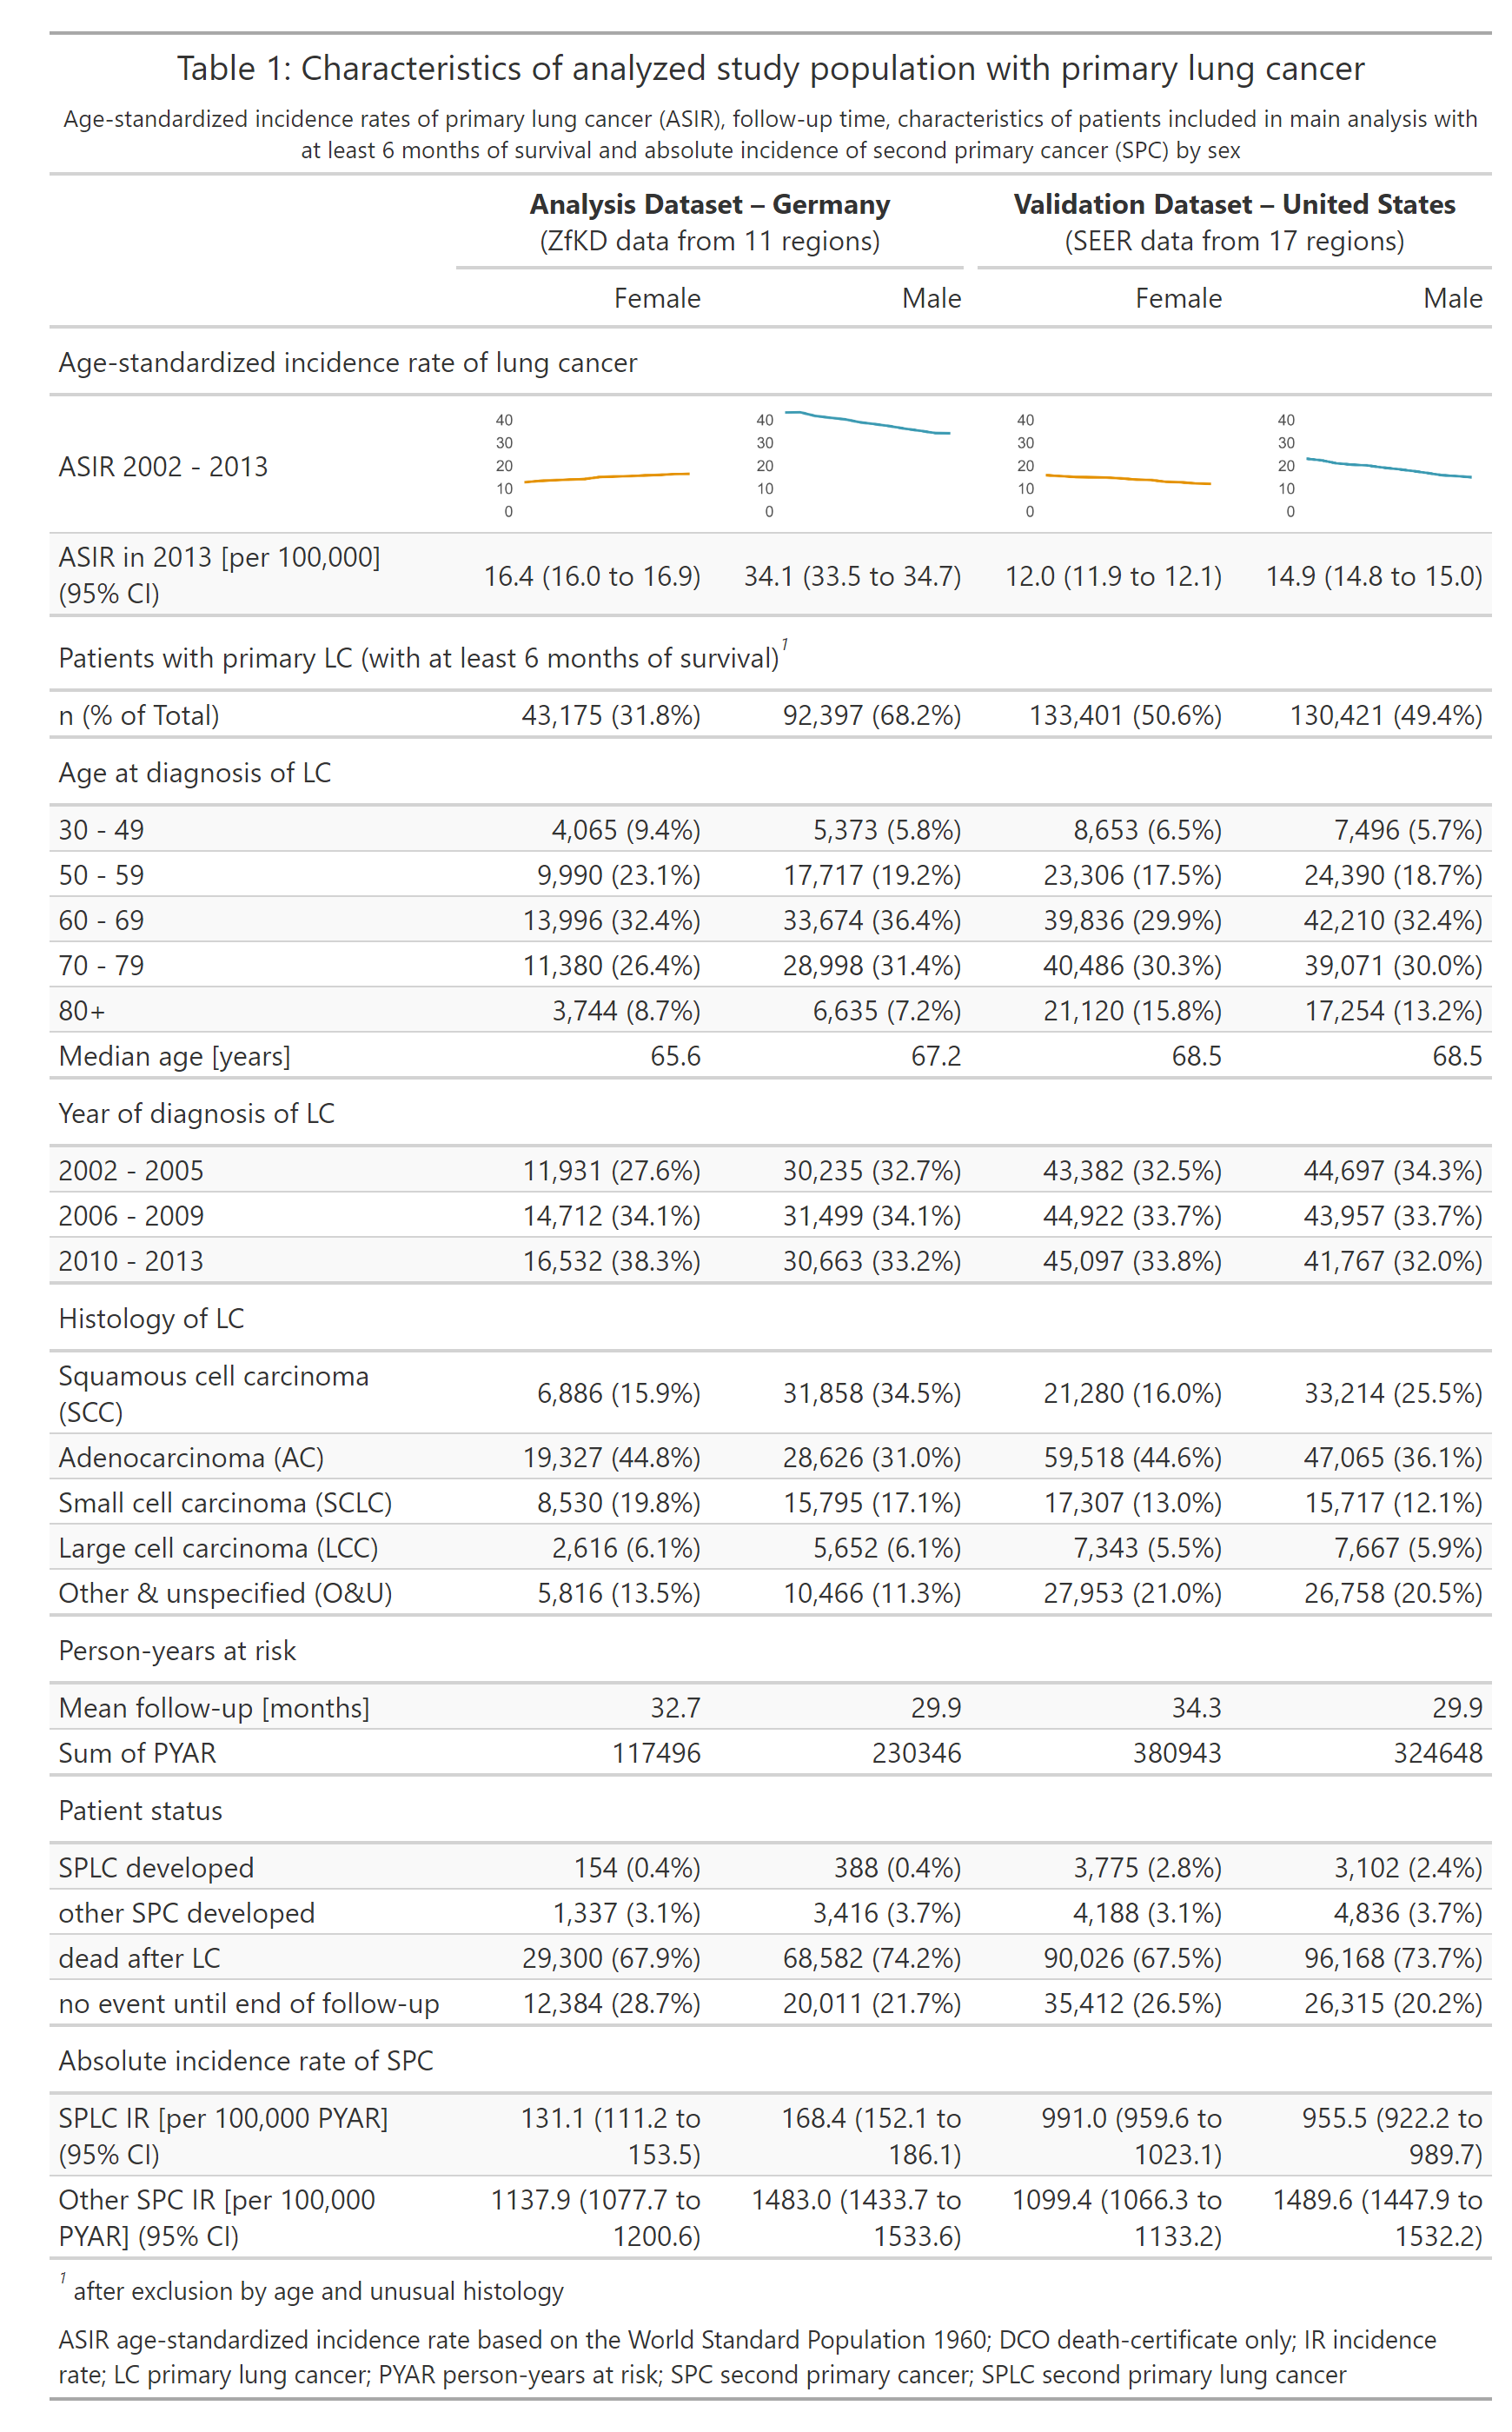 Table 1: Characteristics of analyzed study population with primary lung cancer
Age-standardized incidence rates of primary lung cancer (ASIR), follow-up time, characteristics of patients included in main analysis with
at least 6 months of survival and absolute incidence of second primary cancer (SPC) by sex
Analysis Dataset – Germany Validation Dataset – United States
(ZfKD data from 11 regions) (SEER data from 17 regions)
Female Male Female Male
Age-standardized incidence rate of lung cancer
40 40 40 40
30 30 30 30
ASIR 2002 - 2013 20 20 20 20
10 10 10 10
0 0 0 0
ASIR in 2013 [per 100,000]
(95% CI) 16.4 (16.0 to 16.9) 34.1 (33.5 to 34.7) 12.0 (11.9 to 12.1) 14.9 (14.8 to 15.0)
Patients with primary LC (with at least 6 months of survival)1
n (% of Total) 43,175 (31.8%) 92,397 (68.2%) 133,401 (50.6%) 130,421 (49.4%)
Age at diagnosis of LC
30 - 49 4,065 (9.4%) 5,373 (5.8%) 8,653 (6.5%) 7,496 (5.7%)
50 - 59 9,990 (23.1%) 17,717 (19.2%) 23,306 (17.5%) 24,390 (18.7%)
60 - 69 13,996 (32.4%) 33,674 (36.4%) 39,836 (29.9%) 42,210 (32.4%)
70 - 79 11,380 (26.4%) 28,998 (31.4%) 40,486 (30.3%) 39,071 (30.0%)
80+ 3,744 (8.7%) 6,635 (7.2%) 21,120 (15.8%) 17,254 (13.2%)
Median age [years] 65.6 67.2 68.5 68.5
Year of diagnosis of LC
2002 - 2005 11,931 (27.6%) 30,235 (32.7%) 43,382 (32.5%) 44,697 (34.3%)
2006 - 2009 14,712 (34.1%) 31,499 (34.1%) 44,922 (33.7%) 43,957 (33.7%)
2010 - 2013 16,532 (38.3%) 30,663 (33.2%) 45,097 (33.8%) 41,767 (32.0%)
Histology of LC
Squamous cell carcinoma
(SCC) 6,886 (15.9%) 31,858 (34.5%) 21,280 (16.0%) 33,214 (25.5%)
Adenocarcinoma (AC) 19,327 (44.8%) 28,626 (31.0%) 59,518 (44.6%) 47,065 (36.1%)
Small cell carcinoma (SCLC) 8,530 (19.8%) 15,795 (17.1%) 17,307 (13.0%) 15,717 (12.1%)
Large cell carcinoma (LCC) 2,616 (6.1%) 5,652 (6.1%) 7,343 (5.5%) 7,667 (5.9%)
Other & unspecified (O&U) 5,816 (13.5%) 10,466 (11.3%) 27,953 (21.0%) 26,758 (20.5%)
Person-years at risk
Mean follow-up [months] 32.7 29.9 34.3 29.9
Sum of PYAR 117496 230346 380943 324648
Patient status
SPLC developed 154 (0.4%) 388 (0.4%) 3,775 (2.8%) 3,102 (2.4%)
other SPC developed 1,337 (3.1%) 3,416 (3.7%) 4,188 (3.1%) 4,836 (3.7%)
dead after LC 29,300 (67.9%) 68,582 (74.2%) 90,026 (67.5%) 96,168 (73.7%)
no event until end of follow-up 12,384 (28.7%) 20,011 (21.7%) 35,412 (26.5%) 26,315 (20.2%)
Absolute incidence rate of SPC
SPLC IR [per 100,000 PYAR] 131.1 (111.2 to 168.4 (152.1 to 991.0 (959.6 to 955.5 (922.2 to
(95% CI) 153.5) 186.1) 1023.1) 989.7)
Other SPC IR [per 100,000 1137.9 (1077.7 to 1483.0 (1433.7 to 1099.4 (1066.3 to 1489.6 (1447.9 to
PYAR] (95% CI) 1200.6) 1533.6) 1133.2) 1532.2)
1 after exclusion by age and unusual histology
ASIR age-standardized incidence rate based on the World Standard Population 1960; DCO death-certificate only; IR incidence
rate; LC primary lung cancer; PYAR person-years at risk; SPC second primary cancer; SPLC second primary lung cancer